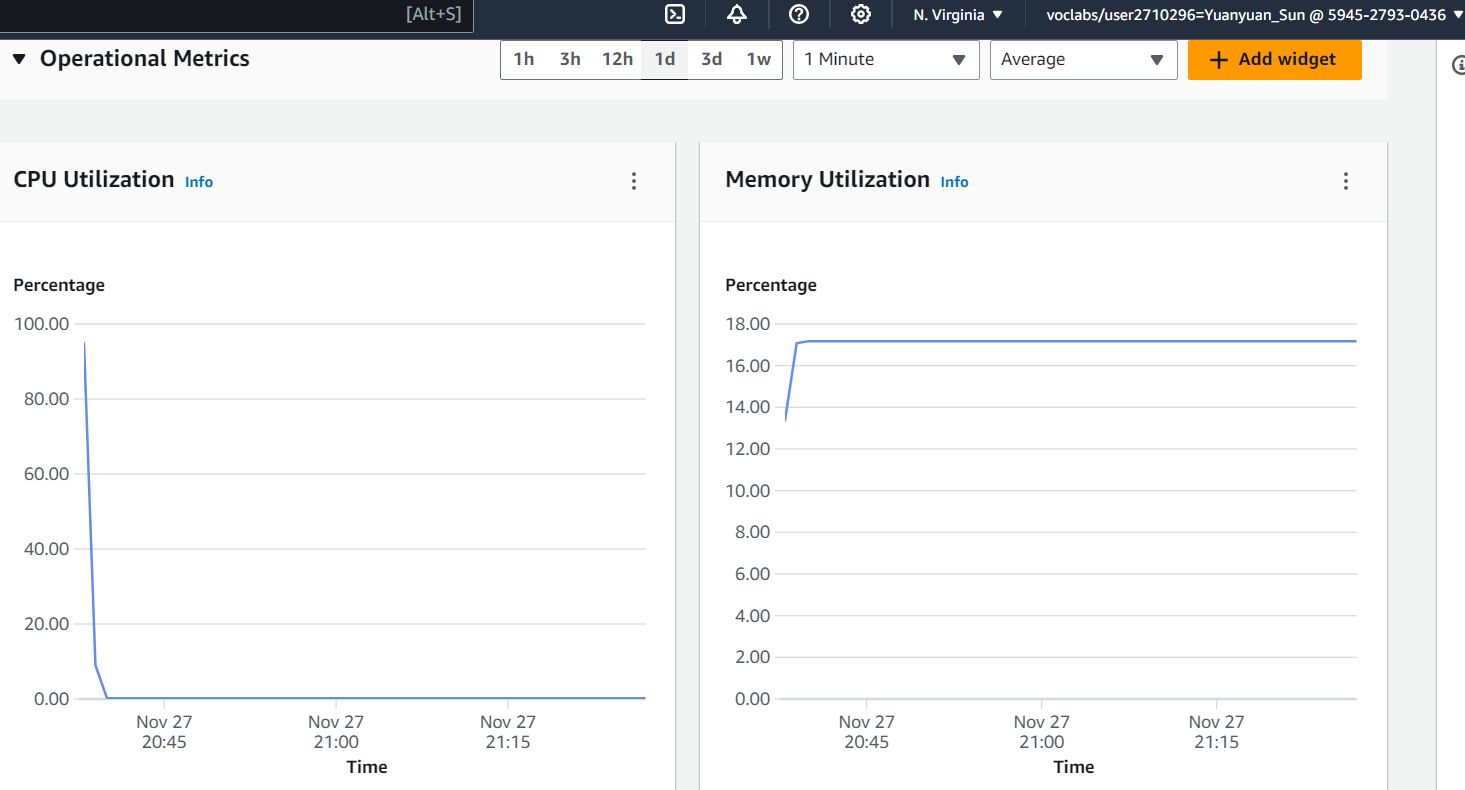 [Alt+S] N. Virginia voclabs/user2710296=Yuanyuan_Sun @ 5945-2793-0436
Operational Metrics 1h 3h 12h 1d 3d 1w 1 Minute Average + Add widget
CPU Utilization Info
Percentage
100.00
80.00
60.00
40.00
20.00
0.00
Nov 27 Nov 27 Nov 27
20:45 21:00 21:15
Time
Memory Utilization Info
Percentage
18.00
16.00
14.00
12.00
10.00
8.00
6.00
4.00
2.00
0.00
Nov 27 Nov 27 Nov 27
20:45 21:00 21:15
Time